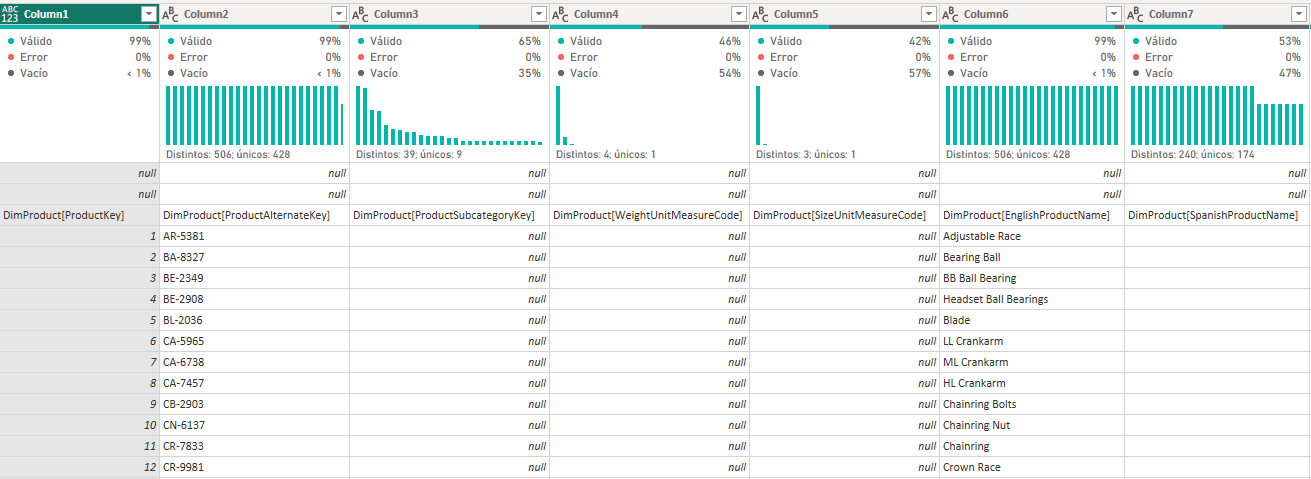 ABC 123 Column1 ABC Column2 ABC Column3 ABC Column4 ABC Column5 ABC Column6 ABC Column7
Válido 99% Válido 99% Válido 65% Válido 46% Válido 42% Válido 99% Válido 53%
Error 0% Error 0% Error 0% Error 0% Error 0% Error 0% Error 0%
Vacío < 1% Vacío < 1% Vacío 35% Vacío 54% Vacío 57% Vacío < 1% Vacío 47%
Distintos: 506; únicos: 428 Distintos: 39; únicos: 9 Distintos: 4; únicos: 1 Distintos: 3; únicos: 1 Distintos: 506; únicos: 428 Distintos: 240; únicos: 174
null null null null null null null
null null null null null null null
DimProduct[ProductKey] DimProduct[ProductAlternateKey] DimProduct[ProductSubcategoryKey] DimProduct[WeightUnitMeasureCode] DimProduct[SizeUnitMeasureCode] DimProduct[EnglishProductName] DimProduct[SpanishProductName]
1 AR-5381 null null null Adjustable Race
2 BA-8327 null null null Bearing Ball
3 BE-2349 null null null BB Ball Bearing
4 BE-2908 null null null Headset Ball Bearings
5 BL-2036 null null null Blade
6 CA-5965 null null null LL Crankarm
7 CA-6738 null null null ML Crankarm
8 CA-7457 null null null HL Crankarm
9 CB-2903 null null null Chainring Bolts
10 CN-6137 null null null Chainring Nut
11 CR-7833 null null null Chainring
12 CR-9981 null null null Crown Race